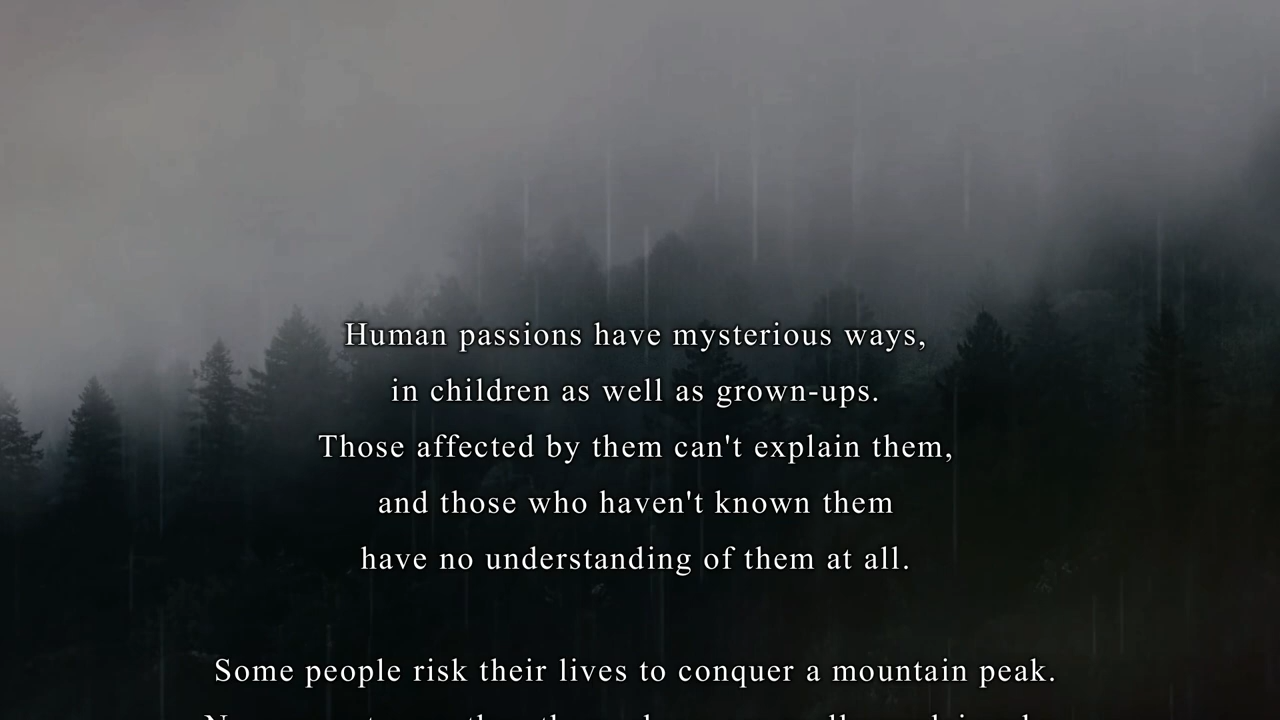 Human passions have mysterious ways,
in children as well as grown-ups.
Those affected by them can't explain them,
and those who haven't known them
have no understanding of them at all.
Some people risk their lives to conquer a mountain peak.